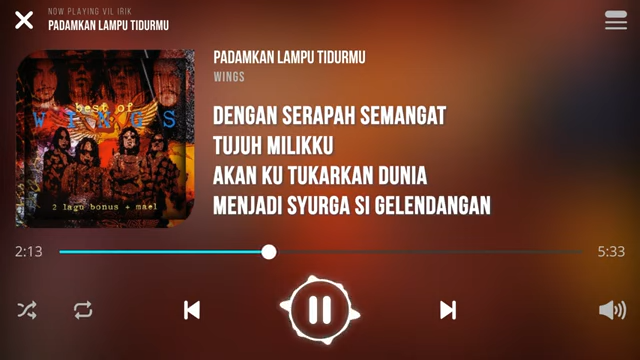 NOW PLAYING VIL IRIK
PADAMKAN LAMPU TIDURMU
PADAMKAN LAMPU TIDURMU
WINGS
best of
WINGS
2 lagu bonus + mael
DENGAN SERAPAH SEMANGAT
TUJUH MILIKKU
AKAN KU TUKARKAN DUNIA
MENJADI SYURGA SI GELENDANGAN
2:13
5:33